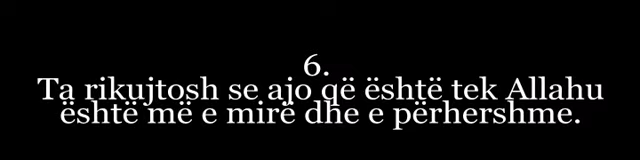 6.
Ta rikujtosh se ajo që është tek Allahu
është më e mirë dhe e përhershme.